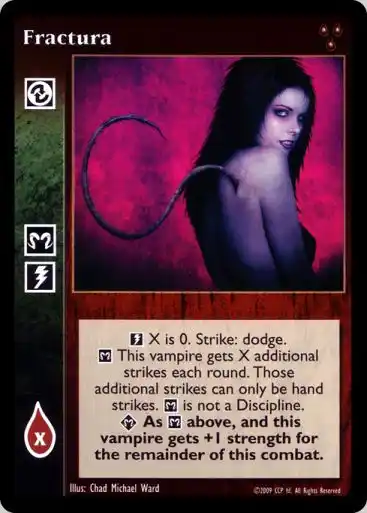 Fractura
X is 0. Strike: dodge.
This vampire gets X additional
strikes each round. Those
additional strikes can only be hand
strikes. is not a Discipline.
As above, and this
vampire gets +1 strength for
the remainder of this combat.
X
Illus: Chad Michael Ward ©2009 CCP hf. All Rights Reserved